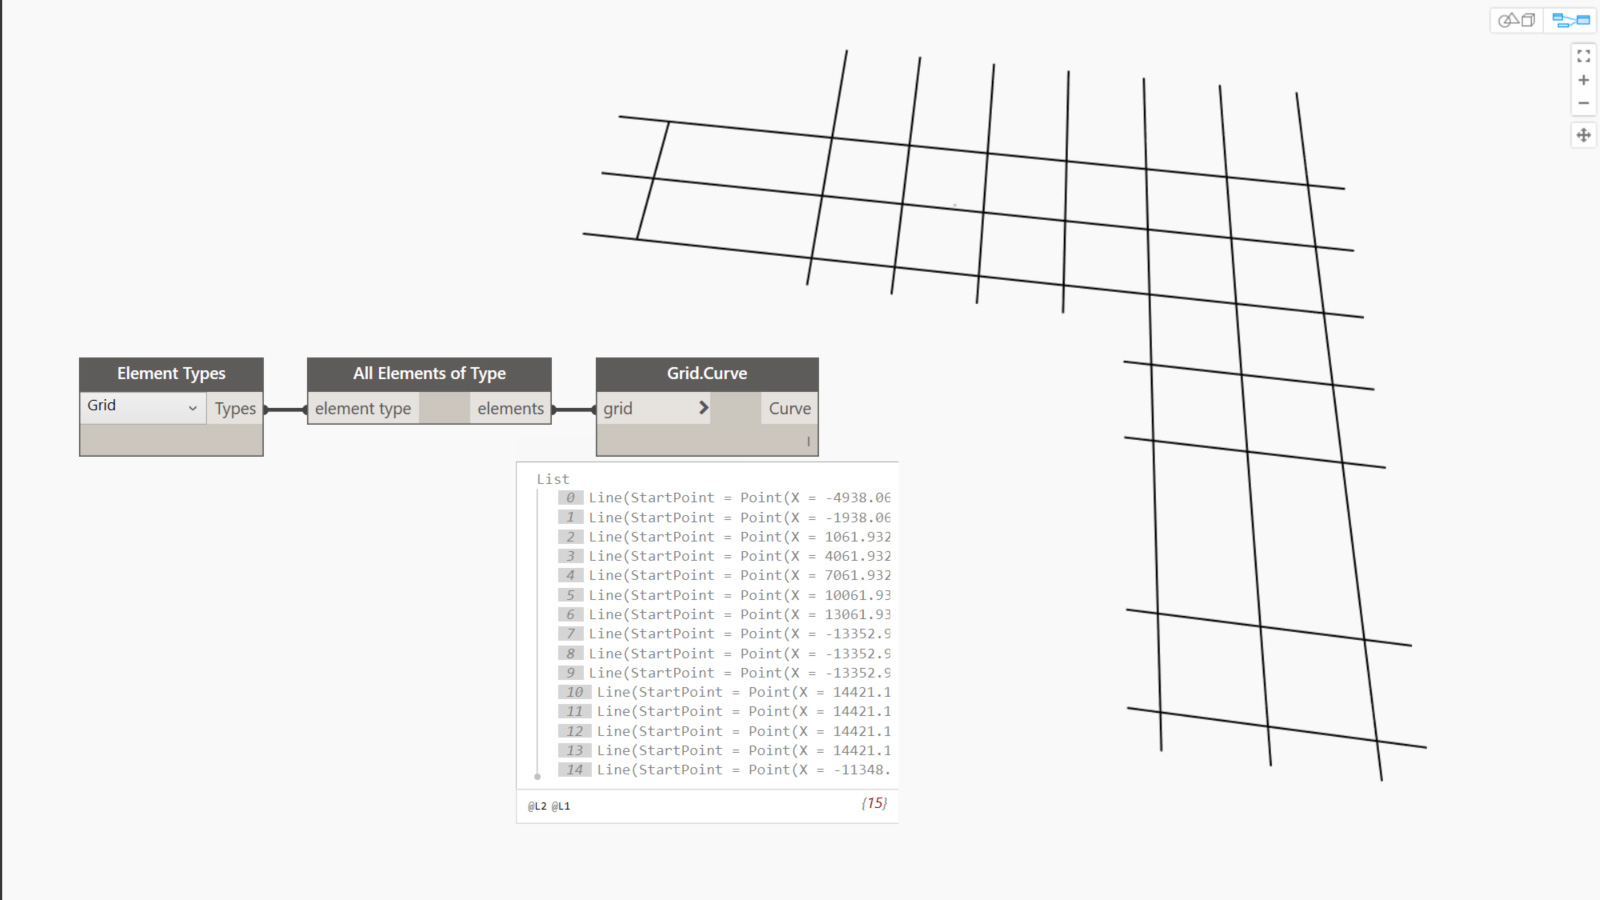 Element Types
Grid
Types
All Elements of Type
element type
elements
Grid.Curve
grid
Curve
List
0 Line(StartPoint = Point(X = -4938.06
1 Line(StartPoint = Point(X = -1938.06
2 Line(StartPoint = Point(X = 1061.932
3 Line(StartPoint = Point(X = 4061.932
4 Line(StartPoint = Point(X = 7061.932
5 Line(StartPoint = Point(X = 10061.93
6 Line(StartPoint = Point(X = 13061.93
7 Line(StartPoint = Point(X = -13352.9
8 Line(StartPoint = Point(X = -13352.9
9 Line(StartPoint = Point(X = -13352.9
10 Line(StartPoint = Point(X = 14421.1
11 Line(StartPoint = Point(X = 14421.1
12 Line(StartPoint = Point(X = 14421.1
13 Line(StartPoint = Point(X = 14421.1
14 Line(StartPoint = Point(X = -11348.
@L2 @L1
{15}